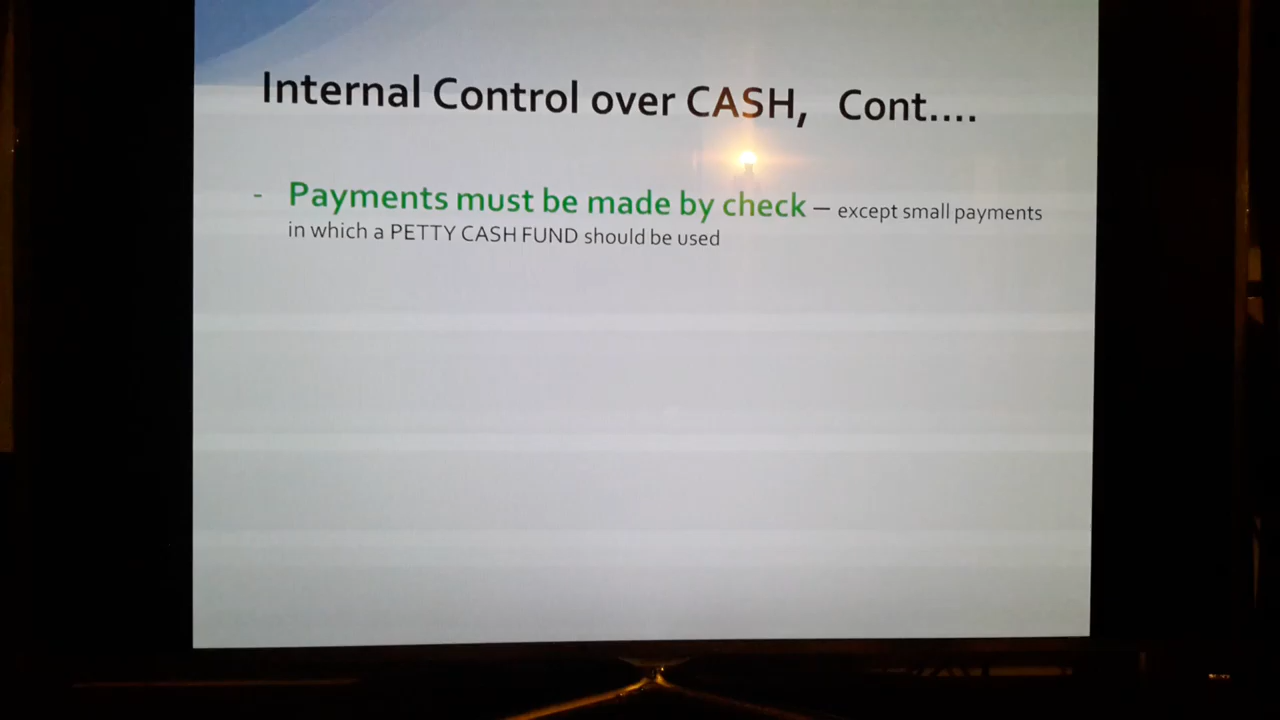 Internal Control over CASH, Cont....
- Payments must be made by check – except small payments
in which a PETTY CASH FUND should be used